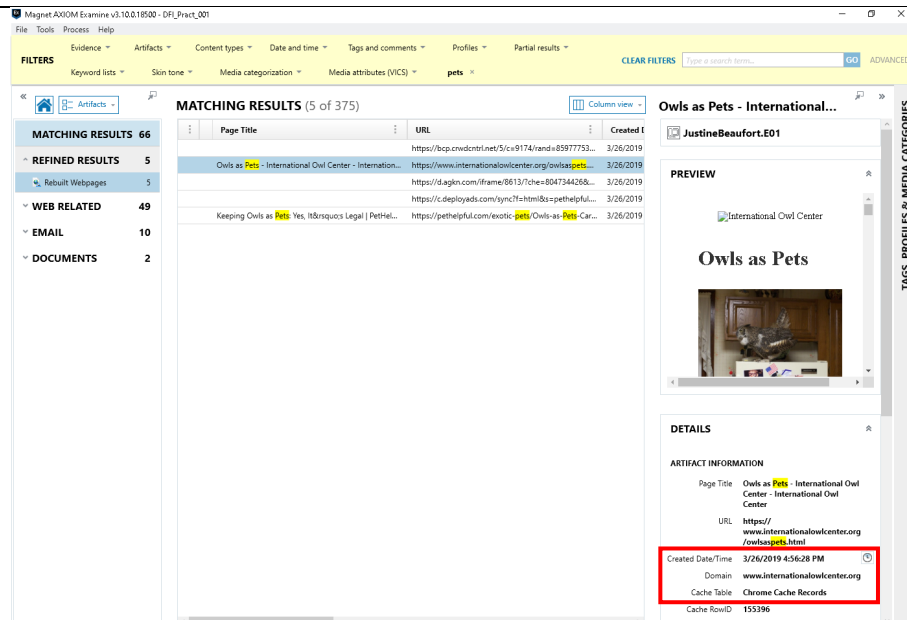 Magnet AXIOM Examine v3.10.0.18500 - DFI_Pract_001
File Tools Process Help
FILTERS
Evidence Artifacts Content types Date and time Tags and comments Profiles Partial results
Keyword lists Skin tone Media categorization Media attributes (VICS) pets ×
CLEAR FILTERS Type a search term... GO ADVANCED
Artifacts
MATCHING RESULTS 66
REFINED RESULTS 5
Rebuilt Webpages 5
WEB RELATED 49
EMAIL 10
DOCUMENTS 2
MATCHING RESULTS (5 of 375) Column view
Page Title URL Created D
https://bcp.crwdcntrl.net/5/c=9174/rand=85977753... 3/26/2019
Owls as Pets - International Owl Center - Internation... https://www.internationalowlcenter.org/owlsaspets.... 3/26/2019
https://d.agkn.com/iframe/8613/?che=804734426&... 3/26/2019
https://c.deployads.com/sync?f=html&s=pethelpful.... 3/26/2019
Keeping Owls as Pets: Yes, It&rsquo;s Legal | PetHel... https://pethelpful.com/exotic-pets/Owls-as-Pets-Car... 3/26/2019
Owls as Pets - International...
JustineBeaufort.E01
PREVIEW
International Owl Center
Owls as Pets
DETAILS
ARTIFACT INFORMATION
Page Title Owls as Pets - International Owl
Center - International Owl
Center
URL https://
www.internationalowlcenter.org
/owlsaspets.html
Created Date/Time 3/26/2019 4:56:28 PM
Domain www.internationalowlcenter.org
Cache Table Chrome Cache Records
Cache RowID 155396
TAGS, PROFILES & MEDIA CATEGORIES